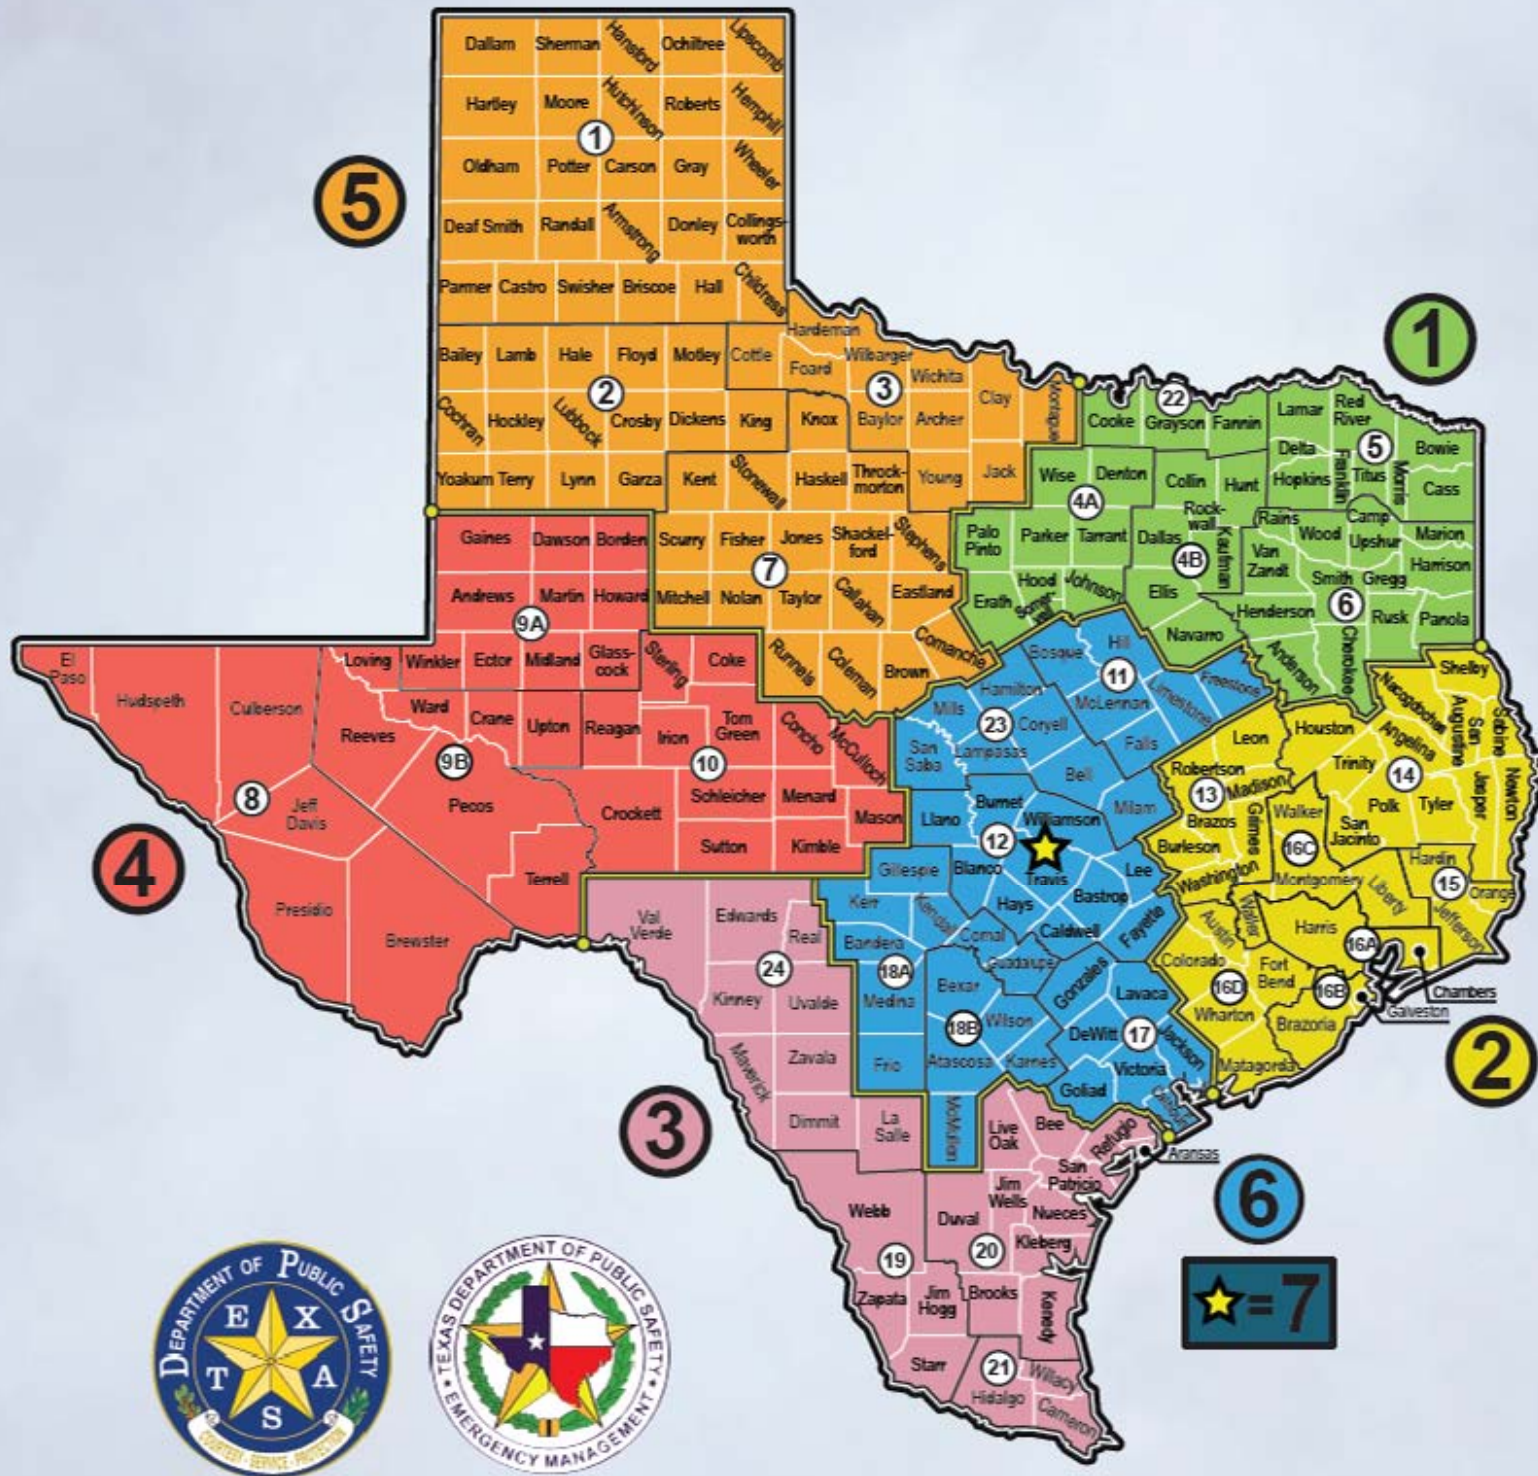 Dallam Sherman Hansford Ochiltree Lipscomb
Hartley Moore Hutchinson Roberts Hemphill
1
Oldham Potter Carson Gray Wheeler
5
Deaf Smith Randall Armstrong Donley Collings-
worth
Parmer Castro Swisher Briscoe Hall Childress
Hardeman
1
Bailey Lamb Hale Floyd Motley Cottle Foard Wilbarger Wichita
2
3
Clay Montague
22
Cochran Hockley Lubbock Crosby Dickens King Knox Baylor Archer
Cooke Grayson Fannin Lamar Red
River
5
Bowie
Delta
Hopkins Franklin Titus Morris Cass
Yoakum Terry Lynn Garza Kent Stonewall Haskell Throck-
morton
Young Jack
Wise Denton Collin Hunt
4A
Rock-
wall
Rains Wood Camp
Upshur Marion
Gaines Dawson Borden Scurry Fisher Jones Shackel-
ford
Stephens
Palo
Pinto
Parker Tarrant Dallas Kaufman Van
Zandt
4B
Harrison
7
Andrews Martin Howard Mitchell Nolan Taylor Callahan Eastland
Erath Hood
Somer-
vell
Johnson Ellis Henderson Smith Gregg
6
Rusk Panola
9A
Navarro Anderson Cherokee
El
Paso
Hudspeth Culberson Loving Winkler Ector Midland Glass-
cock
Sterling Coke Runnels Coleman Brown Comanche
Bosque Hill
11
Freestone
Limestone
McLennan
Hamilton
Shelby
Nacogdoches
San
Augustine
Sabine
Reeves Ward Crane Upton Reagan Irion Tom
Green
Concho McCulloch
Mills
23
Coryell
San
Saba
Lampasas
Falls
Bell
Leon Houston Angelina
9B
10
Trinity
14
Robertson
13
Madison
Newton
Jasper
8
Jeff
Davis
Pecos Crockett Schleicher Menard Mason
Llano Burnet Williamson Milam
Brazos Grimes Walker Polk Tyler
San
Jacinto
4
Sutton Kimble
12
Burleson
16C
Hardin
Terrell
Gillespie Blanco Travis Lee
Washington Montgomery Liberty
15
Orange
Presidio Brewster
Val
Verde
Edwards
Real
Kerr Kendall Hays Bastrop Fayette
Austin Waller Harris Jefferson
16A
Bandera Comal Caldwell
24
18A
Guadalupe Gonzales
Colorado Fort
Bend
Chambers
Kinney Uvalde Medina Bexar Lavaca
16D
16B
Galveston
Wilson
18B
DeWitt
17
Jackson
Wharton Brazoria
2
Zavala Frio Atascosa Karnes Victoria
Matagorda
Maverick
Goliad
Calhoun
3
Dimmit La
Salle
McMullen Live
Oak
Bee Refugio
Aransas
San
Patricio
6
Webb Duval Jim
Wells
Nueces
Kleberg
19
20
Zapata Jim
Hogg
Brooks Kenedy
=7
Starr
21
Hidalgo Willacy
Cameron
DEPARTMENT OF PUBLIC SAFETY
TEXAS
COURTESY - SERVICE - PROTECTION
TEXAS DEPARTMENT OF PUBLIC SAFETY
EMERGENCY MANAGEMENT